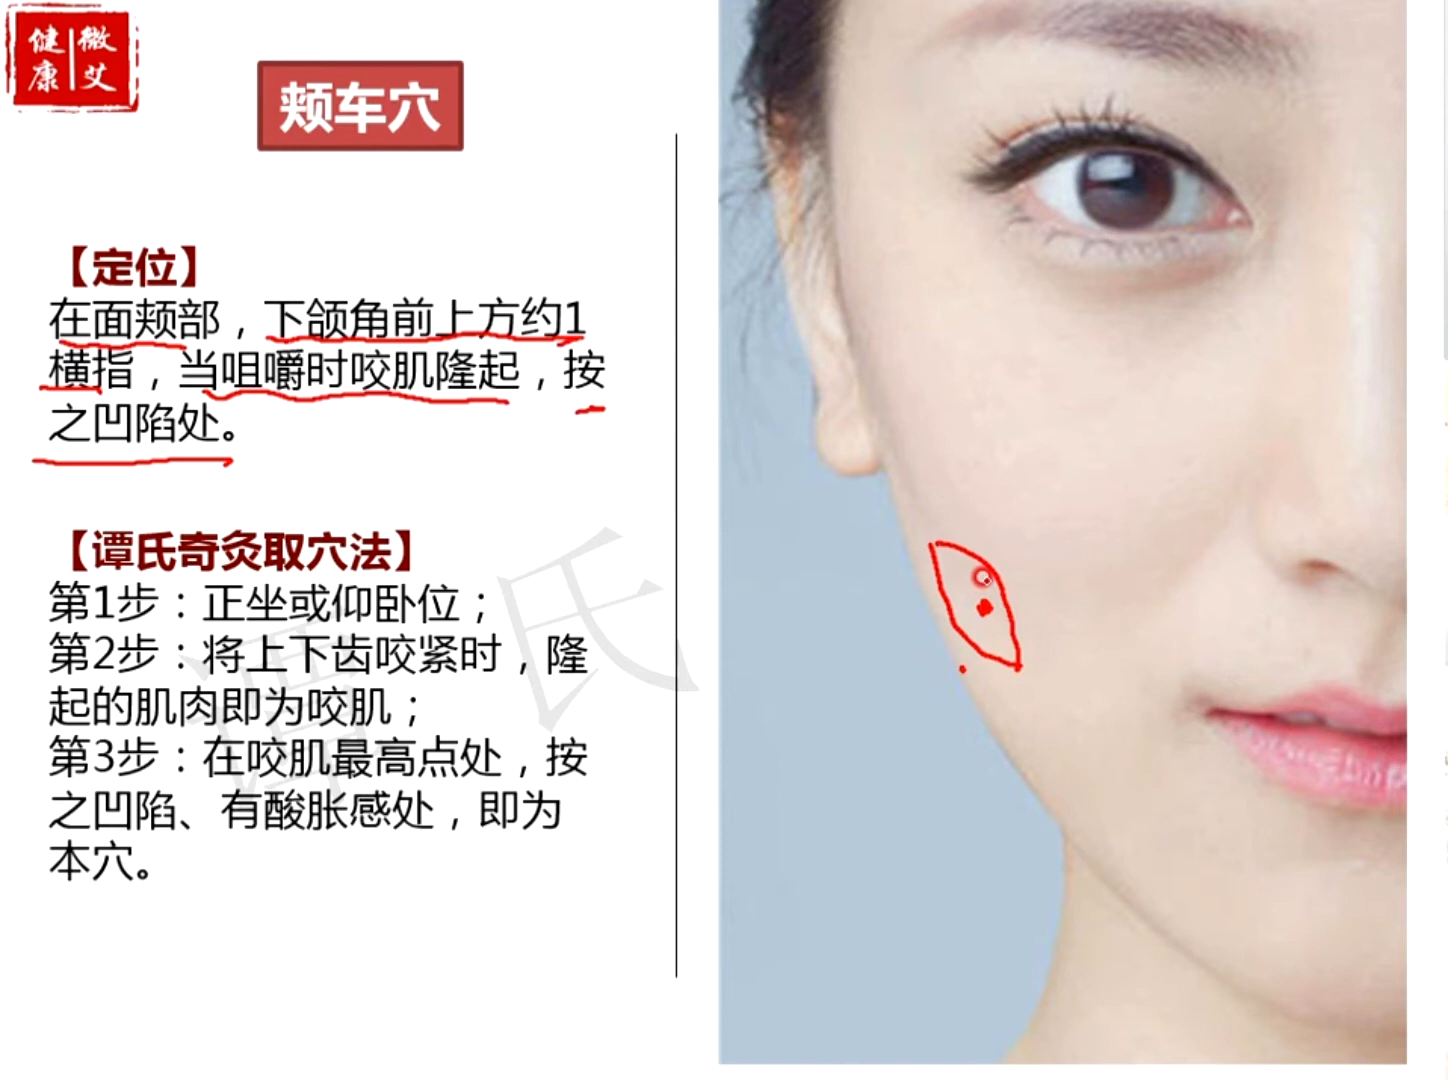 健康 微艾
颊车穴
【定位】
在面颊部，下颌角前上方约1
横指，当咀嚼时咬肌隆起，按
之凹陷处。
【谭氏奇灸取穴法】
第1步：正坐或仰卧位；
第2步：将上下齿咬紧时，隆
起的肌肉即为咬肌；
第3步：在咬肌最高点处，按
之凹陷、有酸胀感处，即为
本穴。
谭氏